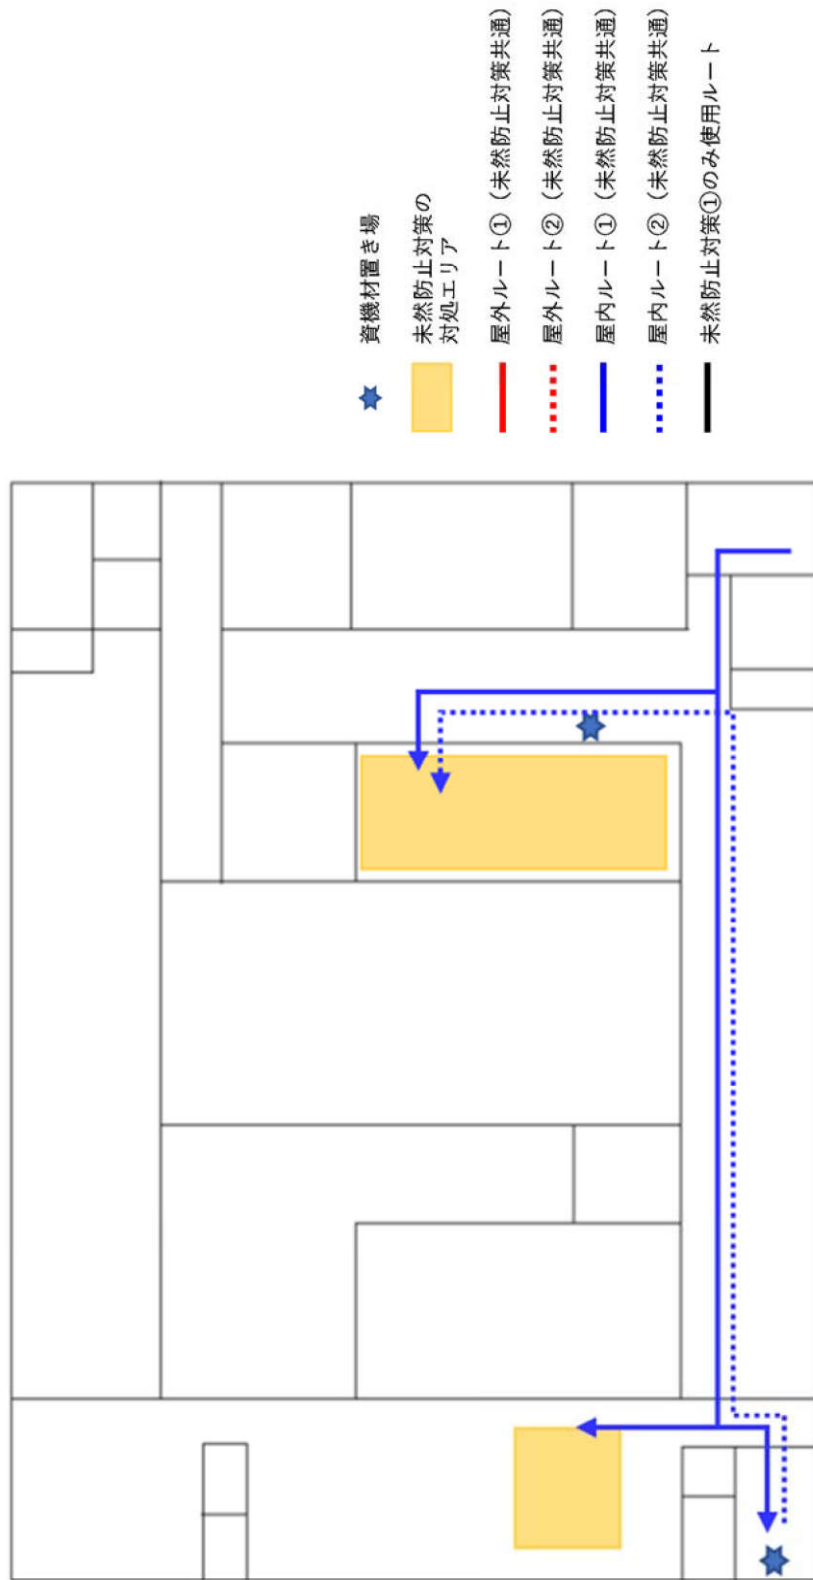 資機材置き場
未然防止対策の
対処エリア
屋外ルート①（未然防止対策共通）
屋外ルート②（未然防止対策共通）
屋内ルート①（未然防止対策共通）
屋内ルート②（未然防止対策共通）
未然防止対策①のみ使用ルート